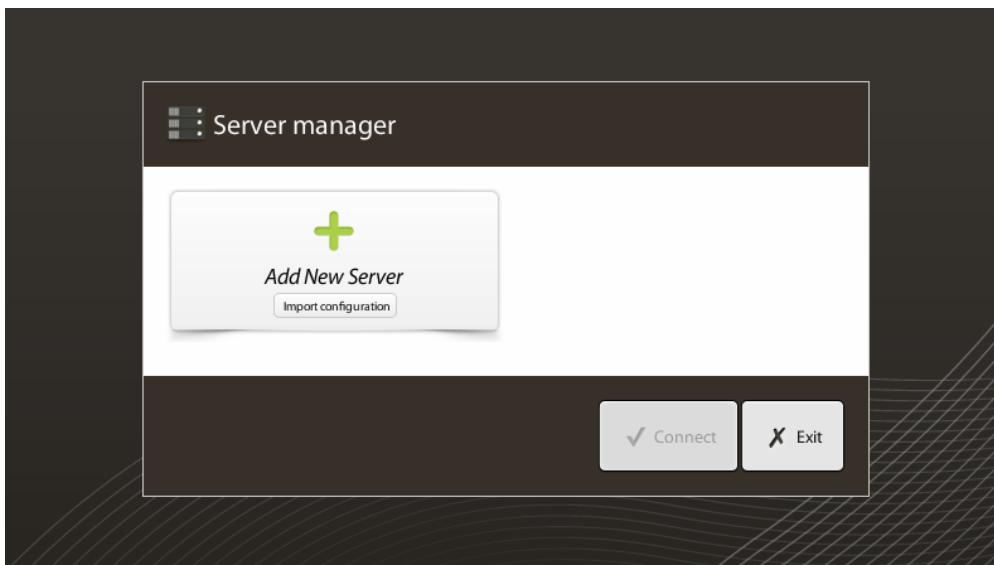 Server manager
Add New Server
Import configuration
Connect
Exit